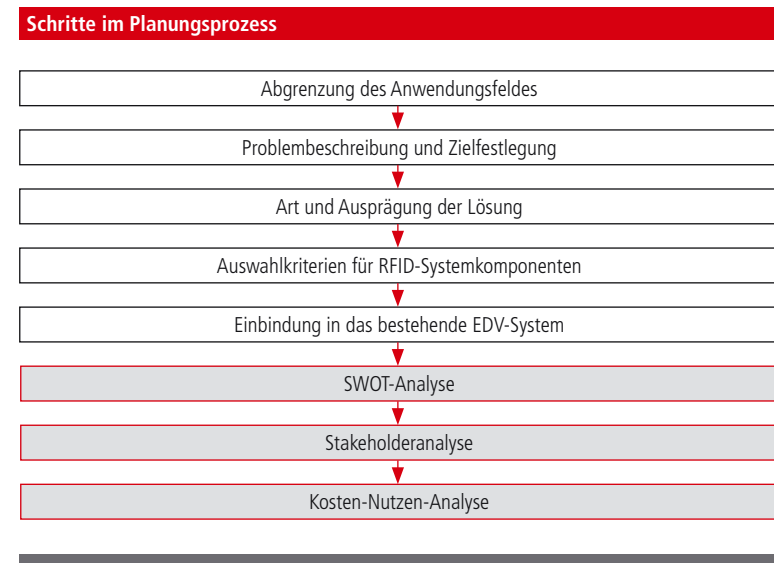 Schritte im Planungsprozess
Abgrenzung des Anwendungsfeldes
Problembeschreibung und Zielfestlegung
Art und Ausprägung der Lösung
Auswahlkriterien für RFID-Systemkomponenten
Einbindung in das bestehende EDV-System
SWOT-Analyse
Stakeholderanalyse
Kosten-Nutzen-Analyse